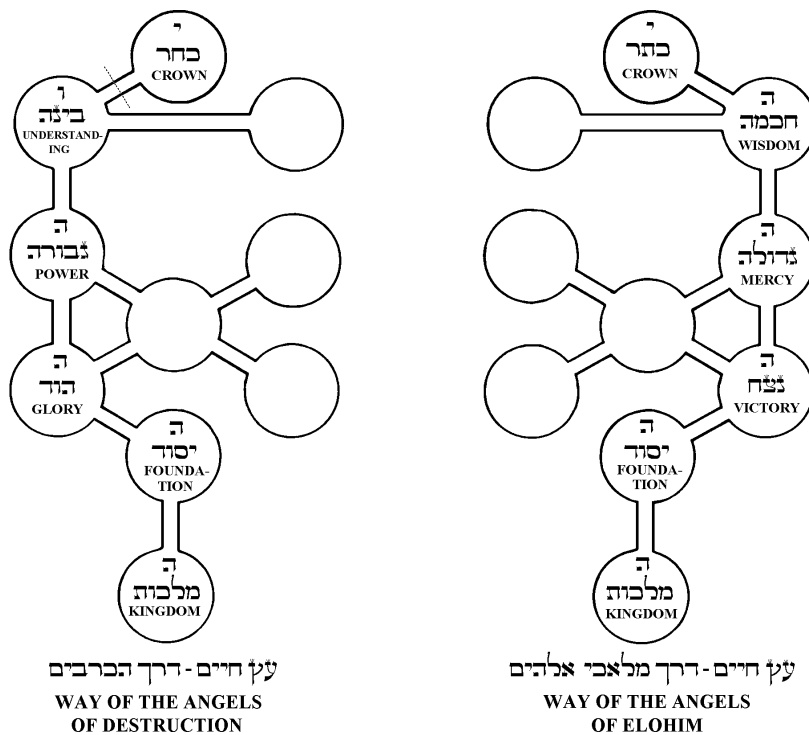 י
כחר
CROWN
ו
בינה
UNDERSTAND-
ING
ה
גבורה
POWER
ה
הוד
GLORY
ה
יסוד
FOUNDA-
TION
ה
מלכות
KINGDOM
עץ חיים - דרך הכרבים
WAY OF THE ANGELS
OF DESTRUCTION
י
כתר
CROWN
ה
חכמה
WISDOM
ה
גדולה
MERCY
ה
נצח
VICTORY
ה
יסוד
FOUNDA-
TION
ה
מלכות
KINGDOM
עץ חיים - דרך מלאכי אלהים
WAY OF THE ANGELS
OF ELOHIM